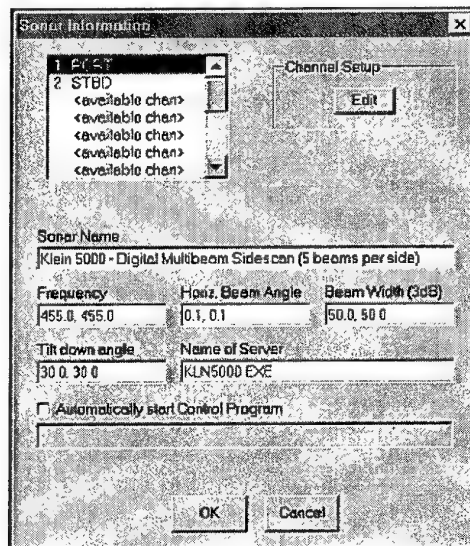 Sonar Information
1 PORT
2 STBD
<available chan>
<available chan>
<available chan>
<available chan>
<available chan>
Channel Setup
Edit
Sonar Name
Klein 5000 - Digital Multibeam Sidescan (5 beams per side)
Frequency Horiz. Beam Angle Beam Width (3dB)
455.0, 455.0 0.1, 0.1 50.0, 50.0
Tilt down angle Name of Server
30.0, 30.0 KLN5000.EXE
Automatically start Control Program
OK Cancel